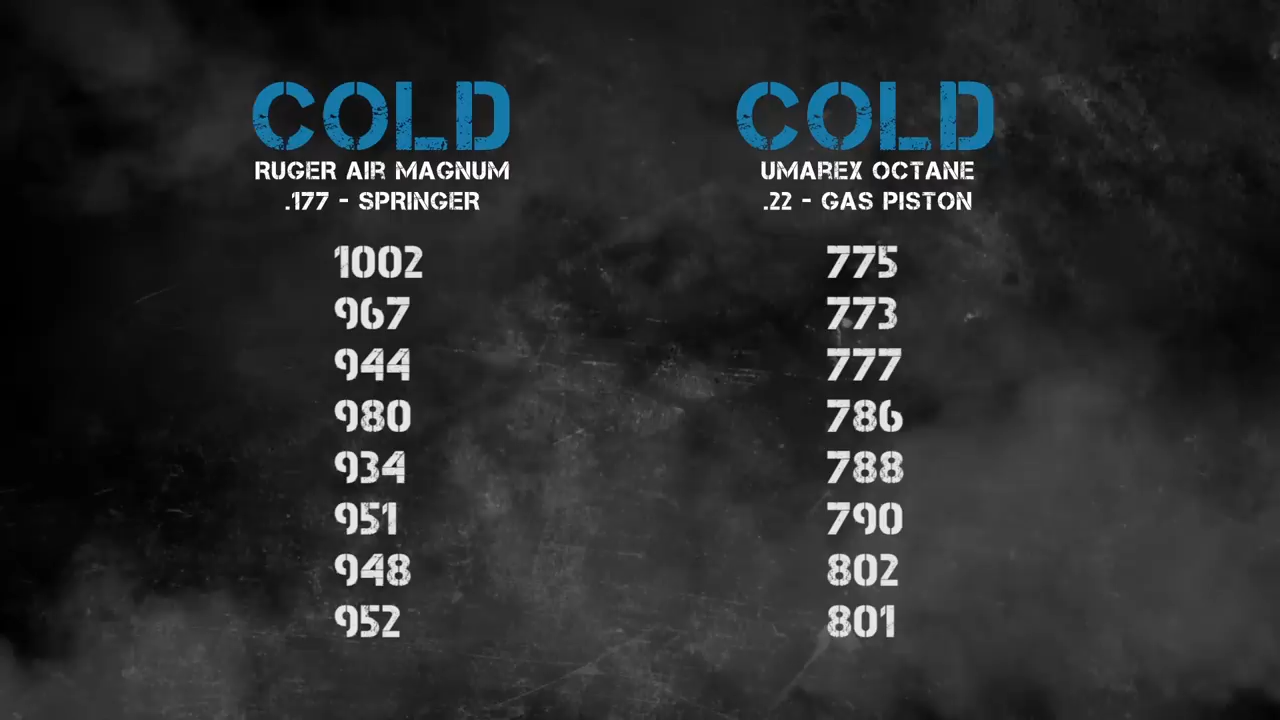 COLD
RUGER AIR MAGNUM
.177 - SPRINGER
1002
967
944
980
934
951
948
952
COLD
UMAREX OCTANE
.22 - GAS PISTON
775
773
777
786
788
790
802
801